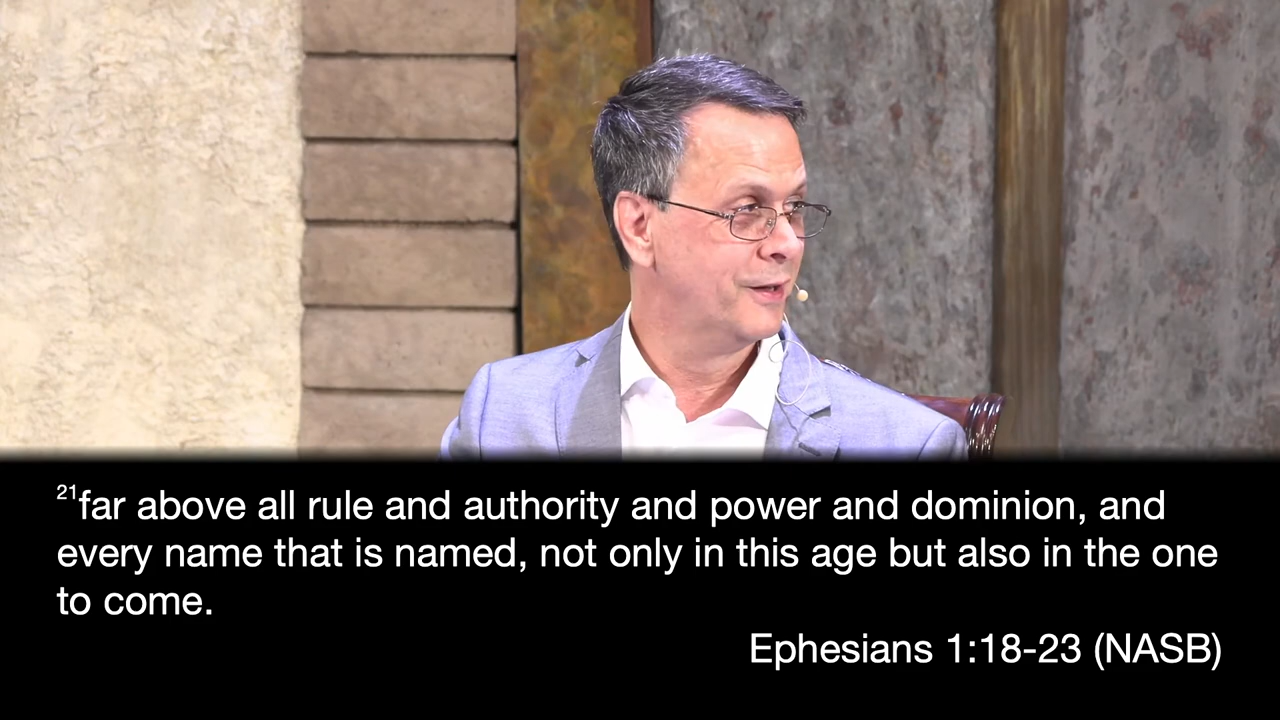 21far above all rule and authority and power and dominion, and
every name that is named, not only in this age but also in the one
to come.
Ephesians 1:18-23 (NASB)